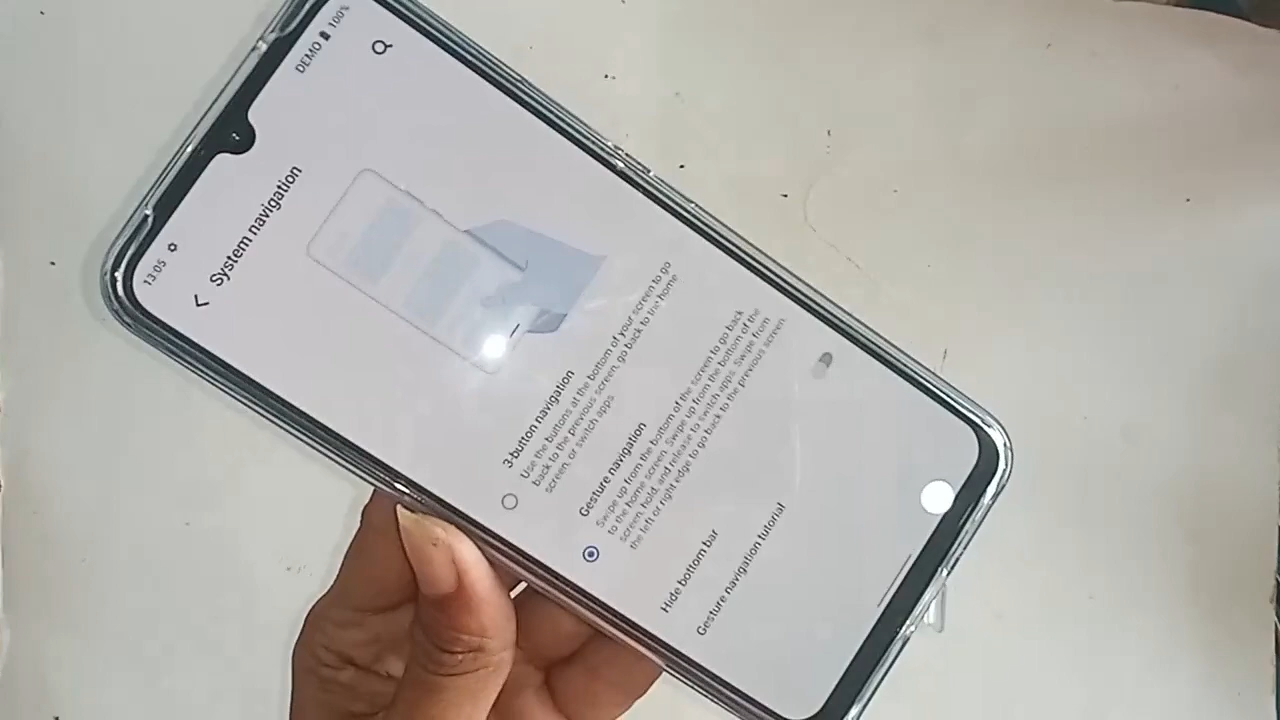 13:05
DEMO 100%
System navigation
3-button navigation
Use the buttons at the bottom of your screen to go
back to the previous screen, go back to the home
screen, or switch apps.
Gesture navigation
Swipe up from the bottom of the screen to go back
to the home screen. Swipe up from the bottom of the
screen, hold, and release to switch apps. Swipe from
the left or right edge to go back to the previous screen.
Hide bottom bar
Gesture navigation tutorial